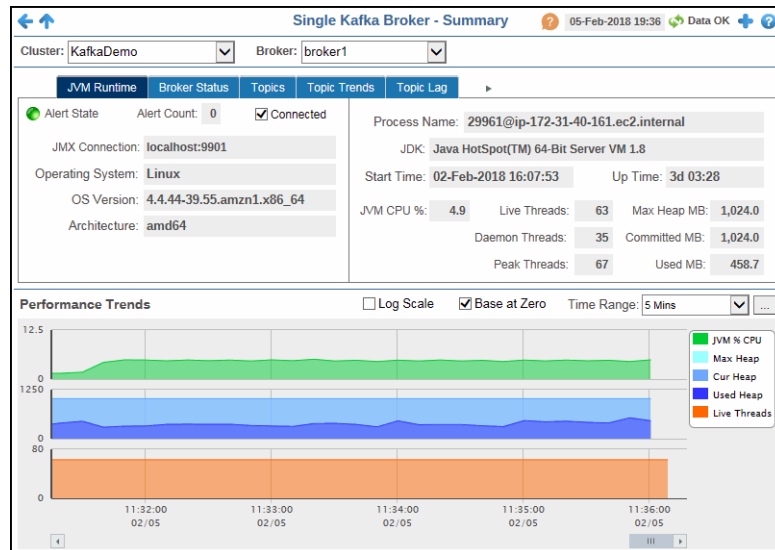 Single Kafka Broker - Summary
05-Feb-2018 19:36 Data OK
Cluster: KafkaDemo Broker: broker1
JVM Runtime Broker Status Topics Topic Trends Topic Lag
Alert State Alert Count: 0 Connected
JMX Connection: localhost:9901
Operating System: Linux
OS Version: 4.4.44-39.55.amzn1.x86_64
Architecture: amd64
Process Name: 29961@ip-172-31-40-161.ec2.internal
JDK: Java HotSpot(TM) 64-Bit Server VM 1.8
Start Time: 02-Feb-2018 16:07:53 Up Time: 3d 03:28
JVM CPU %: 4.9 Live Threads: 63 Max Heap MB: 1,024.0
Daemon Threads: 35 Committed MB: 1,024.0
Peak Threads: 67 Used MB: 458.7
Performance Trends Log Scale Base at Zero Time Range: 5 Mins ...
12.5
0
1250
0
80
0
JVM % CPU
Max Heap
Cur Heap
Used Heap
Live Threads
11:32:00 11:33:00 11:34:00 11:35:00 11:36:00
02/05 02/05 02/05 02/05 02/05